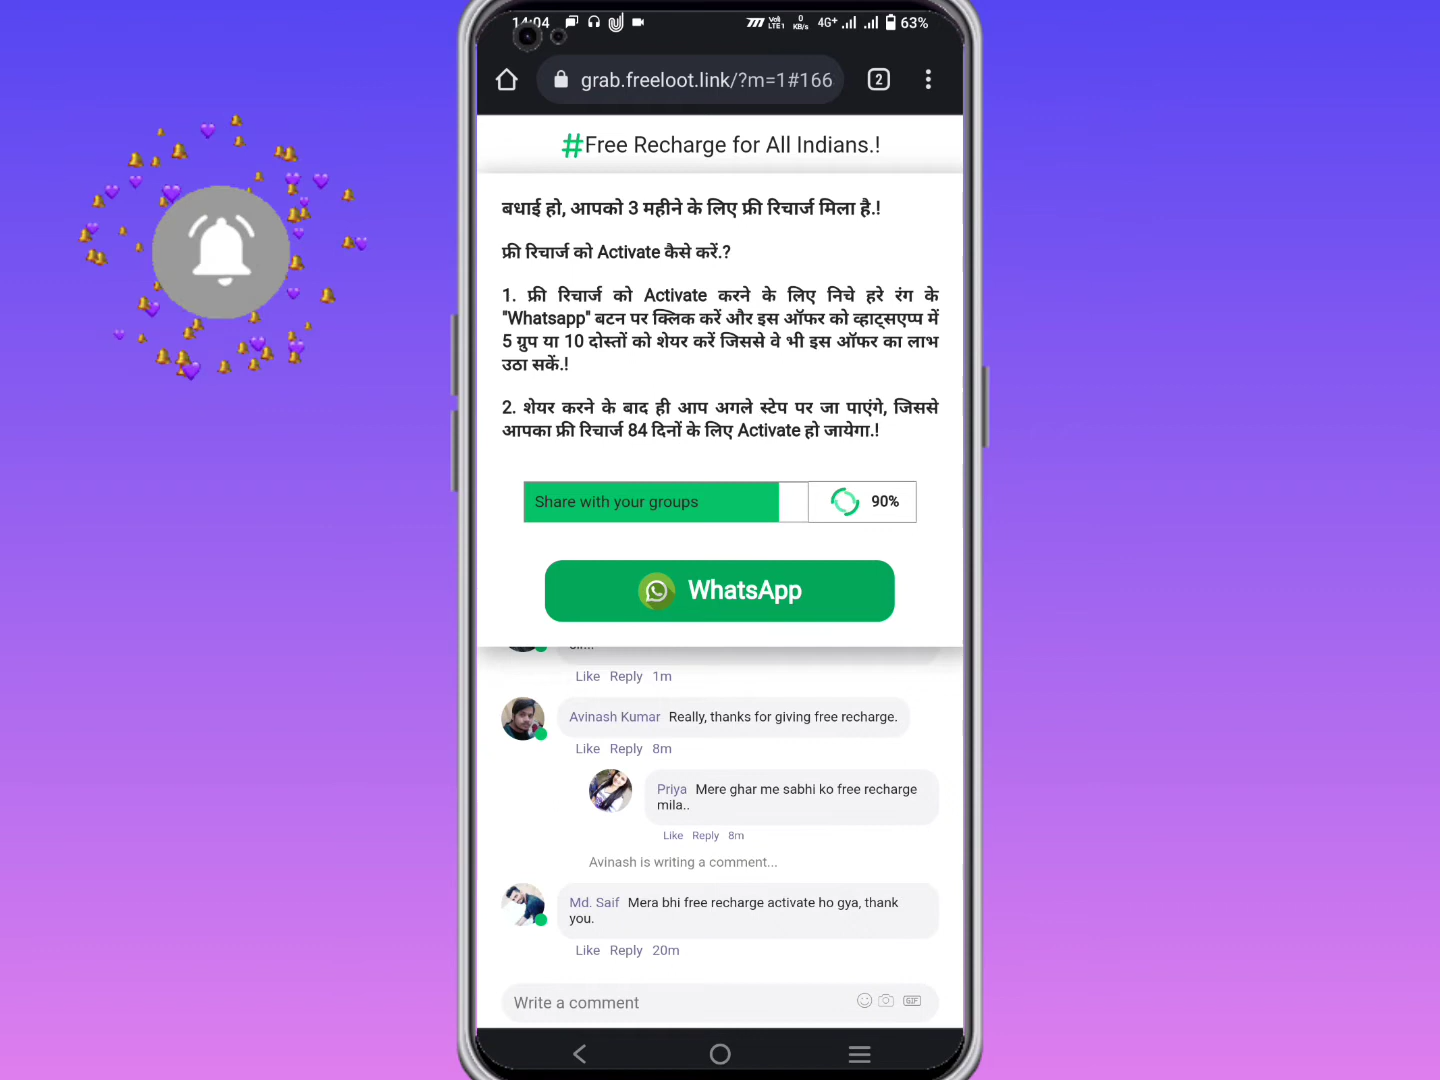 14:04
Voٕ)) LTE1
0 KB/s
4G+
63%
grab.freeloot.link/?m=1#166
2
#Free Recharge for All Indians.!
बधाई हो, आपको 3 महीने के लिए फ्री रिचार्ज मिला है.!
फ्री रिचार्ज को Activate कैसे करें.?
1. फ्री रिचार्ज को Activate करने के लिए निचे हरे रंग के
"Whatsapp" बटन पर क्लिक करें और इस ऑफर को व्हाट्सएप्प में
5 ग्रुप या 10 दोस्तों को शेयर करें जिससे वे भी इस ऑफर का लाभ
उठा सकें.!
2. शेयर करने के बाद ही आप अगले स्टेप पर जा पाएंगे, जिससे
आपका फ्री रिचार्ज 84 दिनों के लिए Activate हो जायेगा.!
Share with your groups
90%
WhatsApp
Like Reply 1m
Avinash Kumar Really, thanks for giving free recharge.
Like Reply 8m
Priya Mere ghar me sabhi ko free recharge
mila..
Like Reply 8m
Avinash is writing a comment...
Md. Saif Mera bhi free recharge activate ho gya, thank
you.
Like Reply 20m
Write a comment
GIF